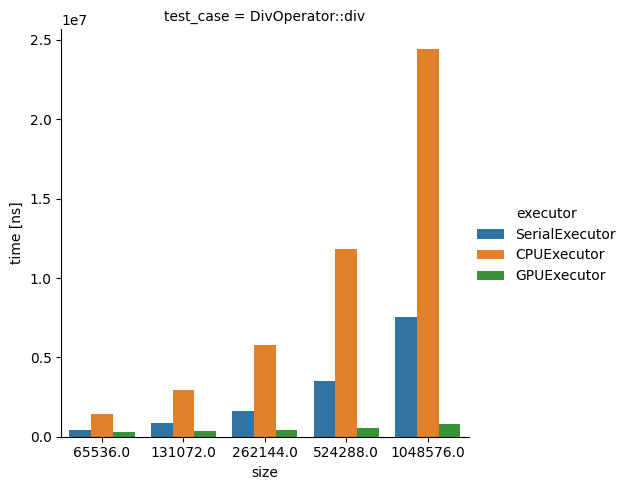 test_case = DivOperator::div
1e7
2.5
2.0
1.5
1.0
0.5
0.0
time [ns]
65536.0 131072.0 262144.0 524288.0 1048576.0
size
executor
SerialExecutor
CPUExecutor
GPUExecutor